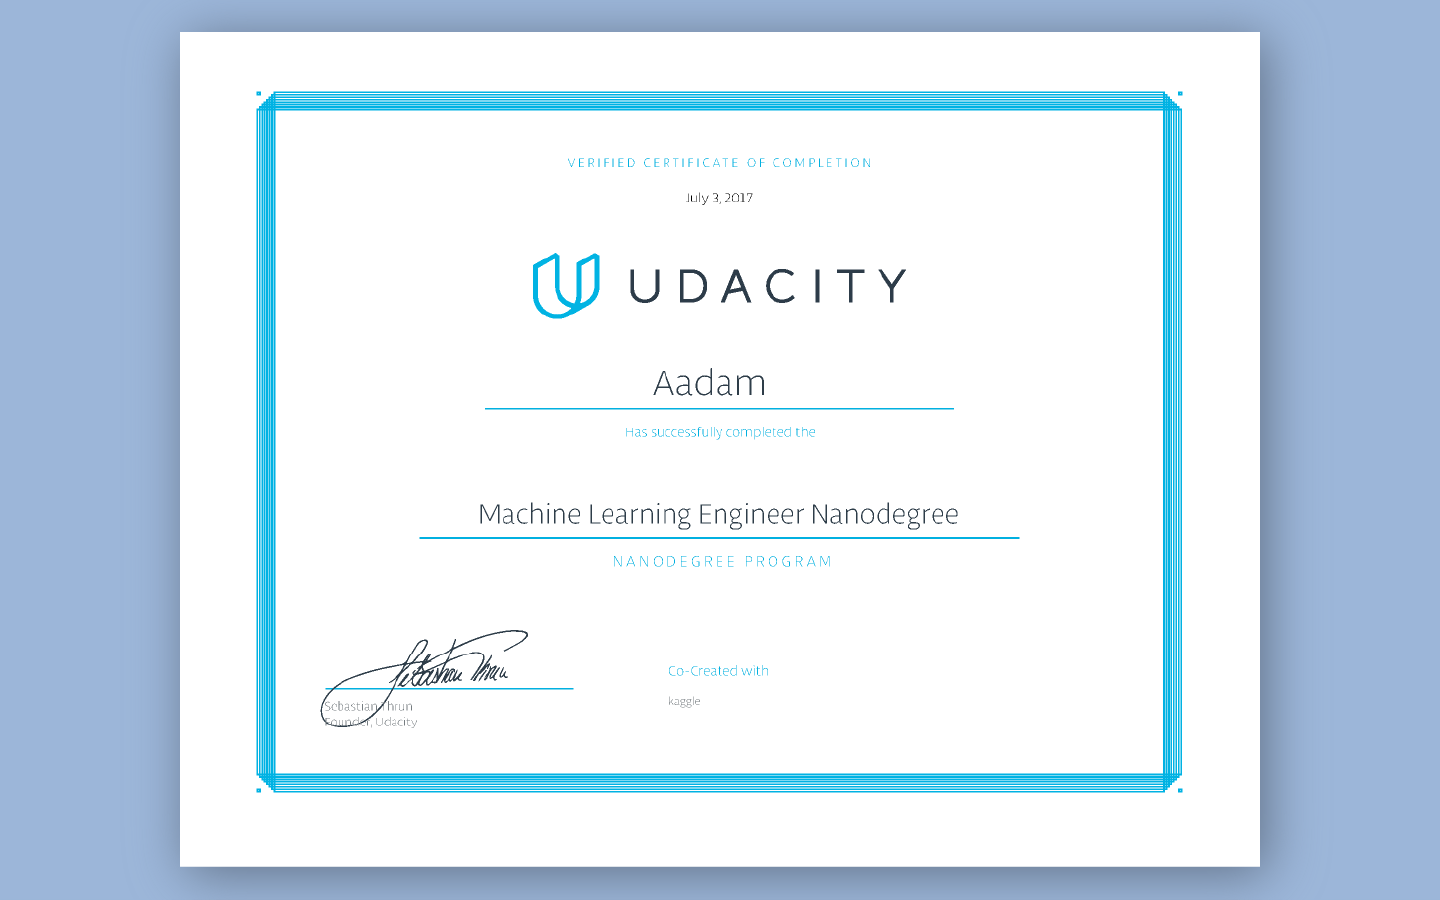 VERIFIED CERTIFICATE OF COMPLETION
July 3, 2017
UDACITY
Aadam
Has successfully completed the
Machine Learning Engineer Nanodegree
NANODEGREE PROGRAM
Sebastian Thrun
Sebastian Thrun
Founder, Udacity
Co-Created with
kaggle